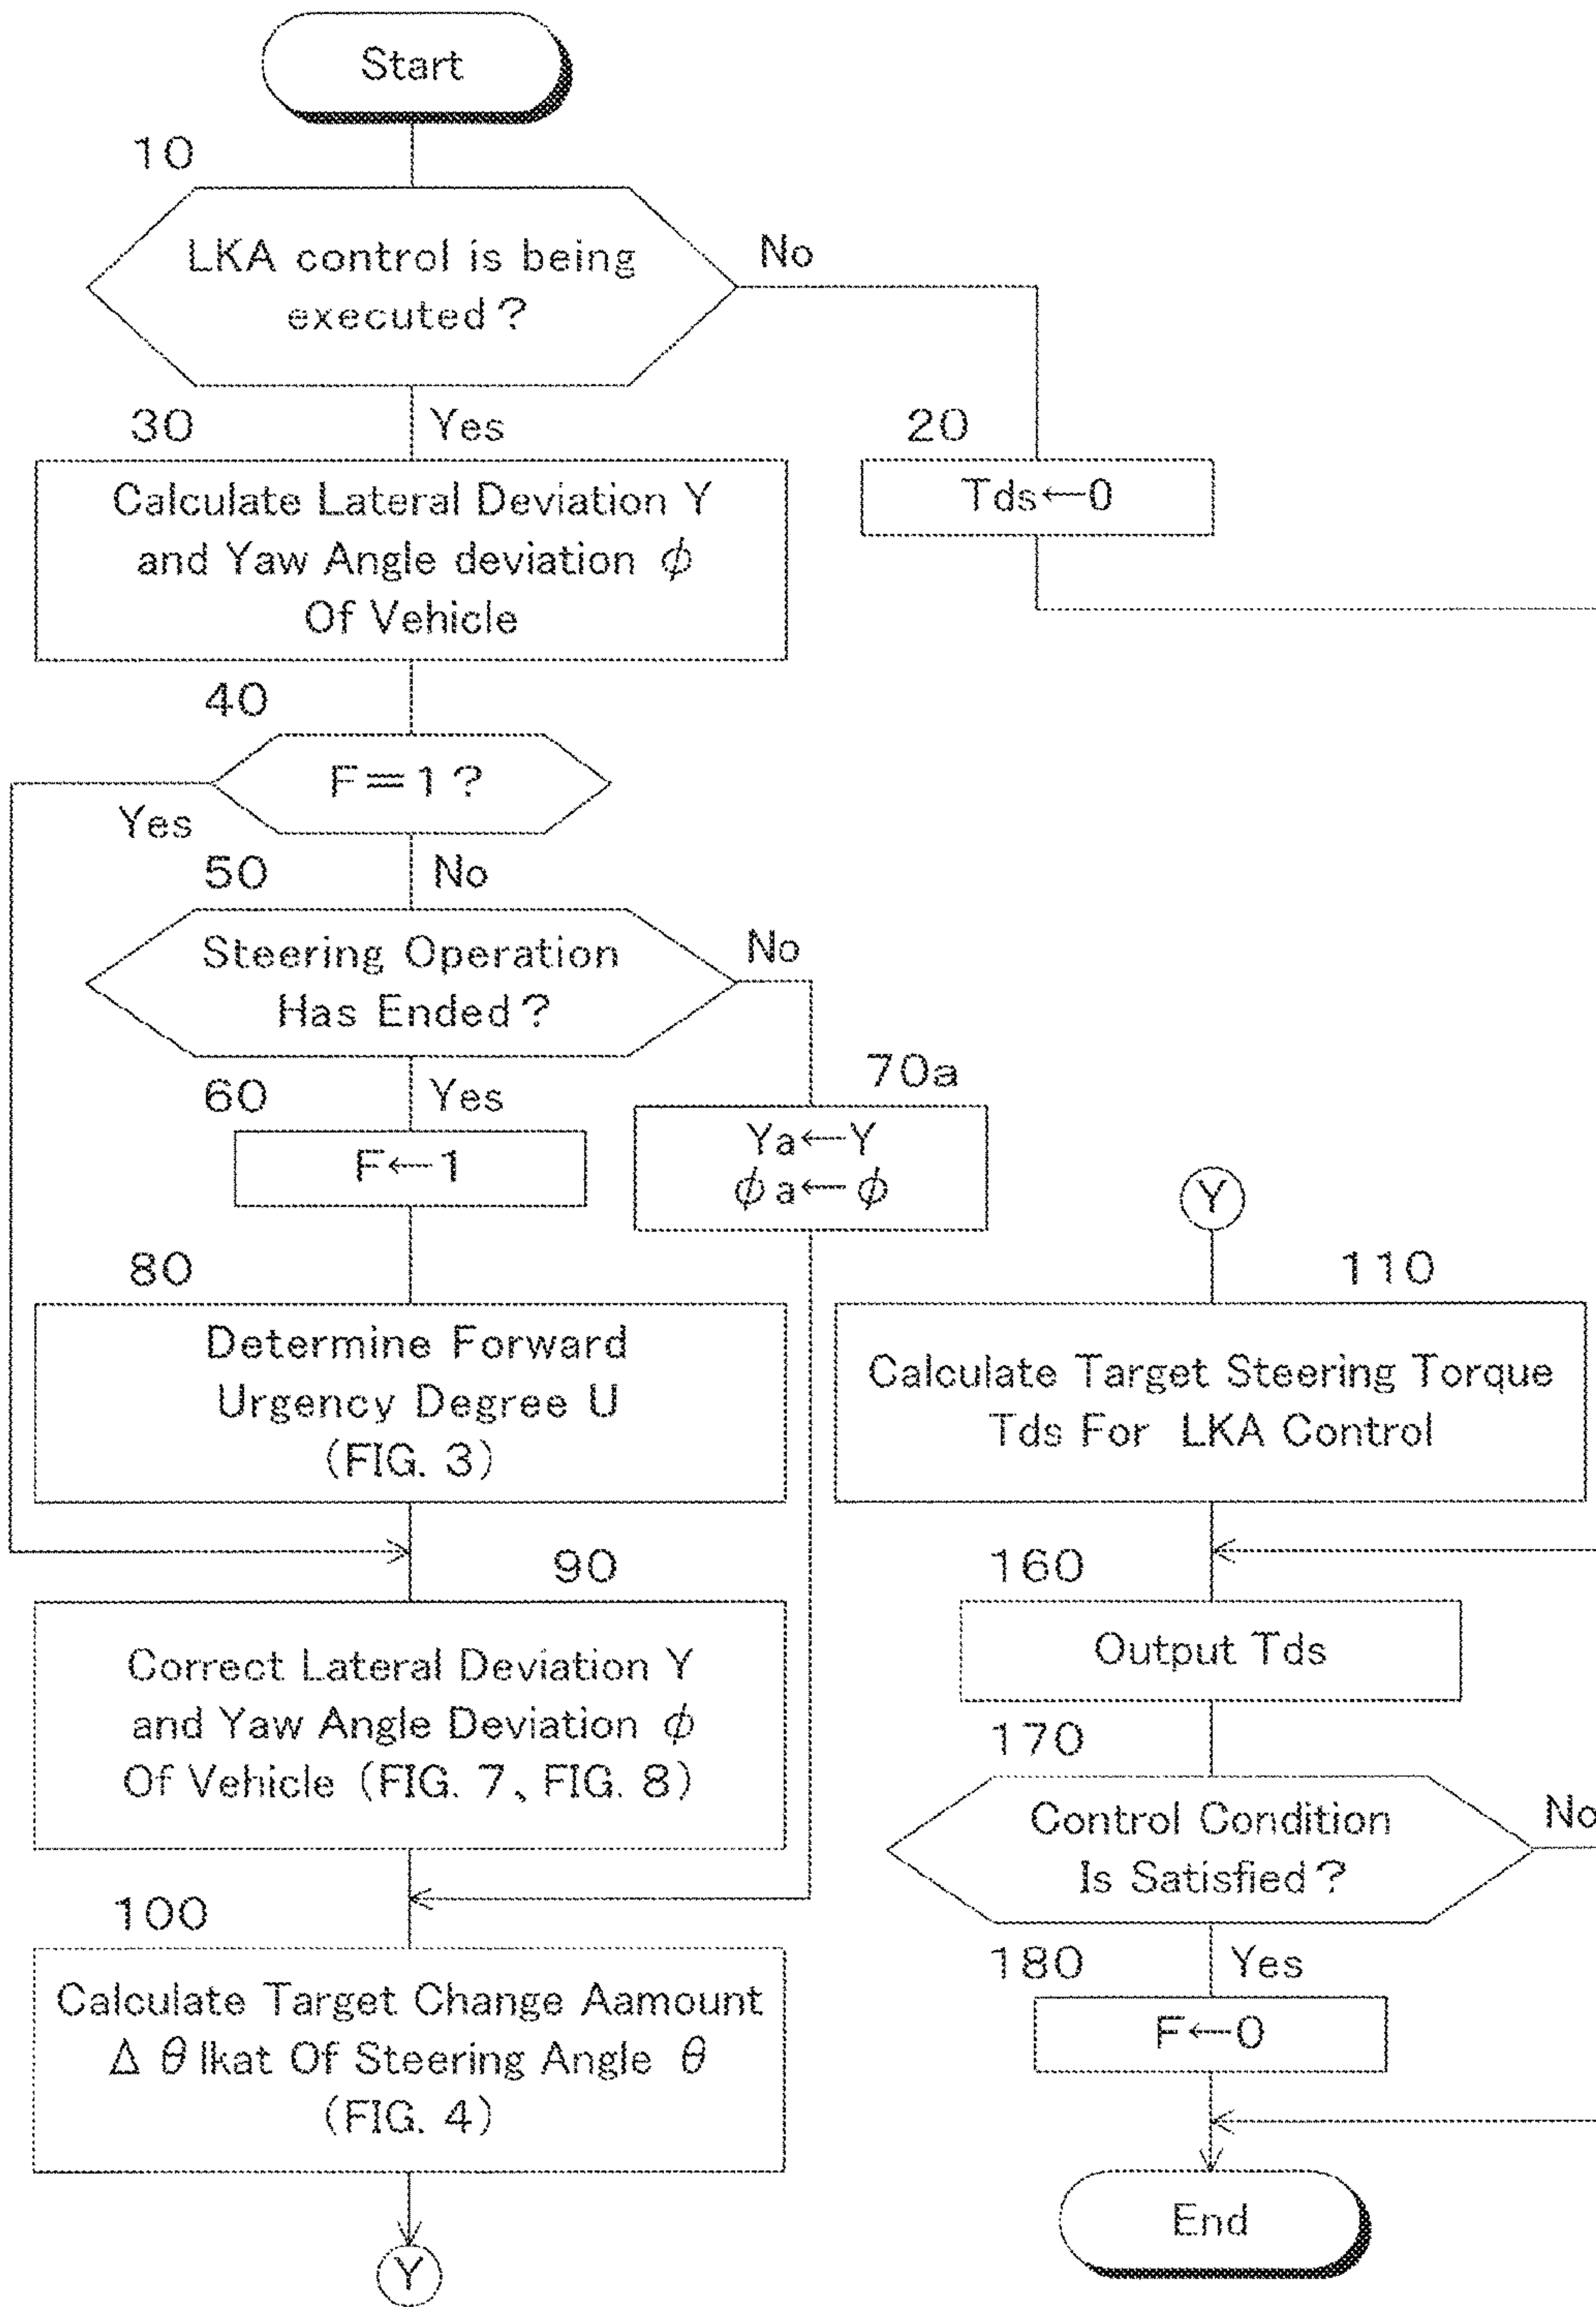 Start
10
LKA control is being
executed?
No
30
Yes
20
Calculate Lateral Deviation Y
and Yaw Angle deviation ϕ
Of Vehicle
Tds←0
40
F=1?
Yes
50
No
Steering Operation
Has Ended?
No
60
Yes
70a
F←1
Ya←Y
ϕa←ϕ
80
Determine Forward
Urgency Degree U
(FIG. 3)
90
Correct Lateral Deviation Y
and Yaw Angle Deviation ϕ
Of Vehicle (FIG. 7、FIG. 8)
100
Calculate Target Change Aamount
Δθlkat Of Steering Angle θ
(FIG. 4)
Y
Y
110
Calculate Target Steering Torque
Tds For LKA Control
160
Output Tds
170
Control Condition
Is Satisfied?
No
180
Yes
F←0
End